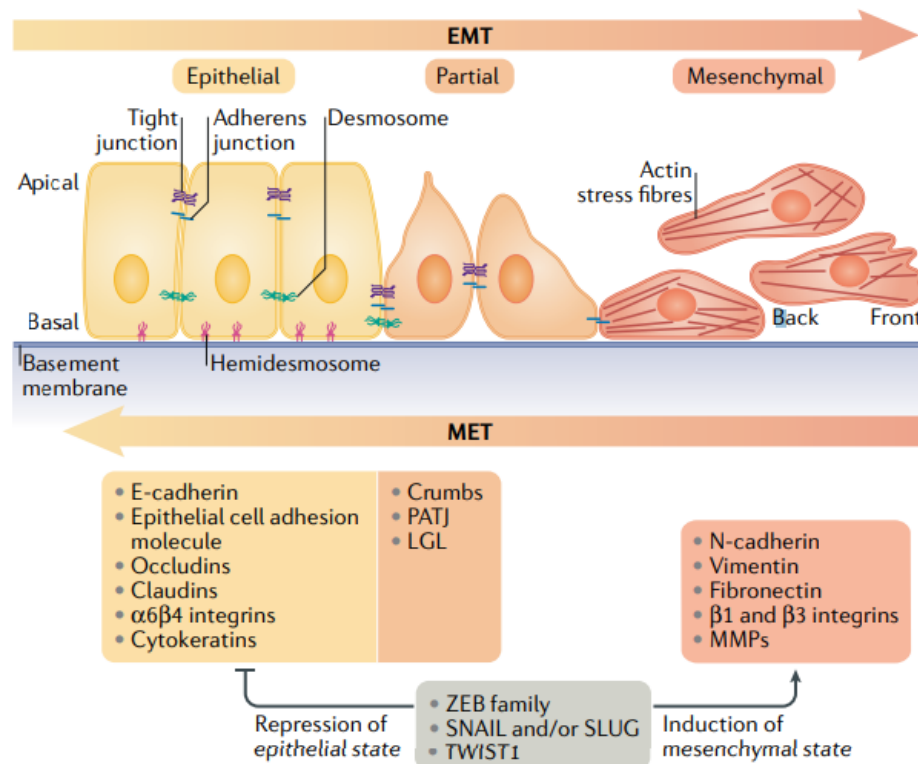 EMT
Epithelial
Partial
Mesenchymal
Tight
junction
Adherens
junction
Desmosome
Apical
Actin
stress fibres
Basal
Back
Front
Basement
membrane
Hemidesmosome
MET
• E-cadherin
• Epithelial cell adhesion
molecule
• Occludins
• Claudins
• α6β4 integrins
• Cytokeratins
• Crumbs
• PATJ
• LGL
• N-cadherin
• Vimentin
• Fibronectin
• β1 and β3 integrins
• MMPs
Repression of
epithelial state
• ZEB family
• SNAIL and/or SLUG
• TWIST1
Induction of
mesenchymal state